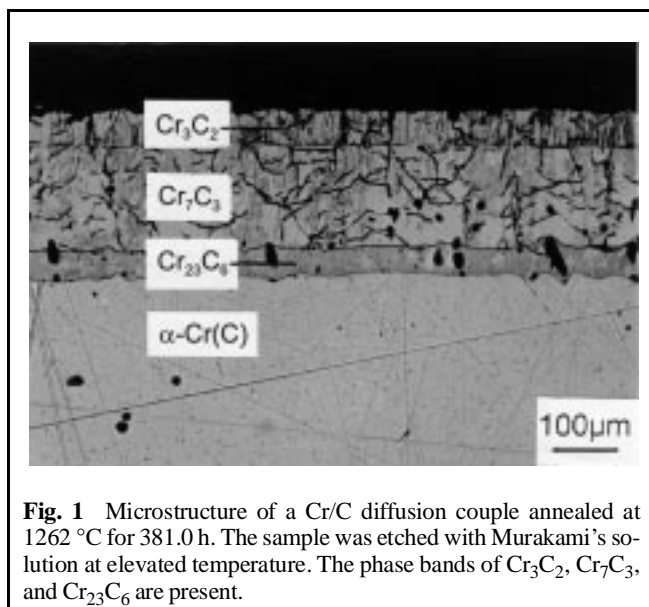 Cr₃C₂
Cr₇C₃
Cr₂₃C₆
α-Cr(C)
100µm
Fig. 1 Microstructure of a Cr/C diffusion couple annealed at
1262 °C for 381.0 h. The sample was etched with Murakami’s so-
lution at elevated temperature. The phase bands of Cr₃C₂, Cr₇C₃,
and Cr₂₃C₆ are present.